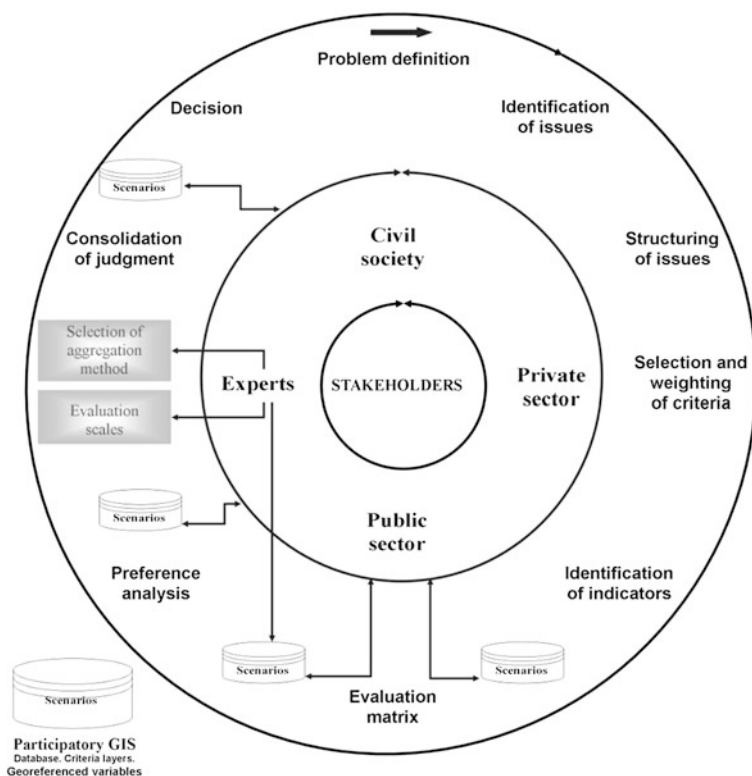 Problem definition
Decision
Identification
of issues
Scenarios
Consolidation
of judgment
Civil
society
Structuring
of issues
Selection of
aggregation
method
Experts
STAKEHOLDERS
Private
sector
Selection and
weighting
of criteria
Evaluation
scales
Scenarios
Public
sector
Preference
analysis
Identification
of indicators
Scenarios
Scenarios
Evaluation
matrix
Scenarios
Participatory GIS
Database. Criteria layers.
Georeferenced variables